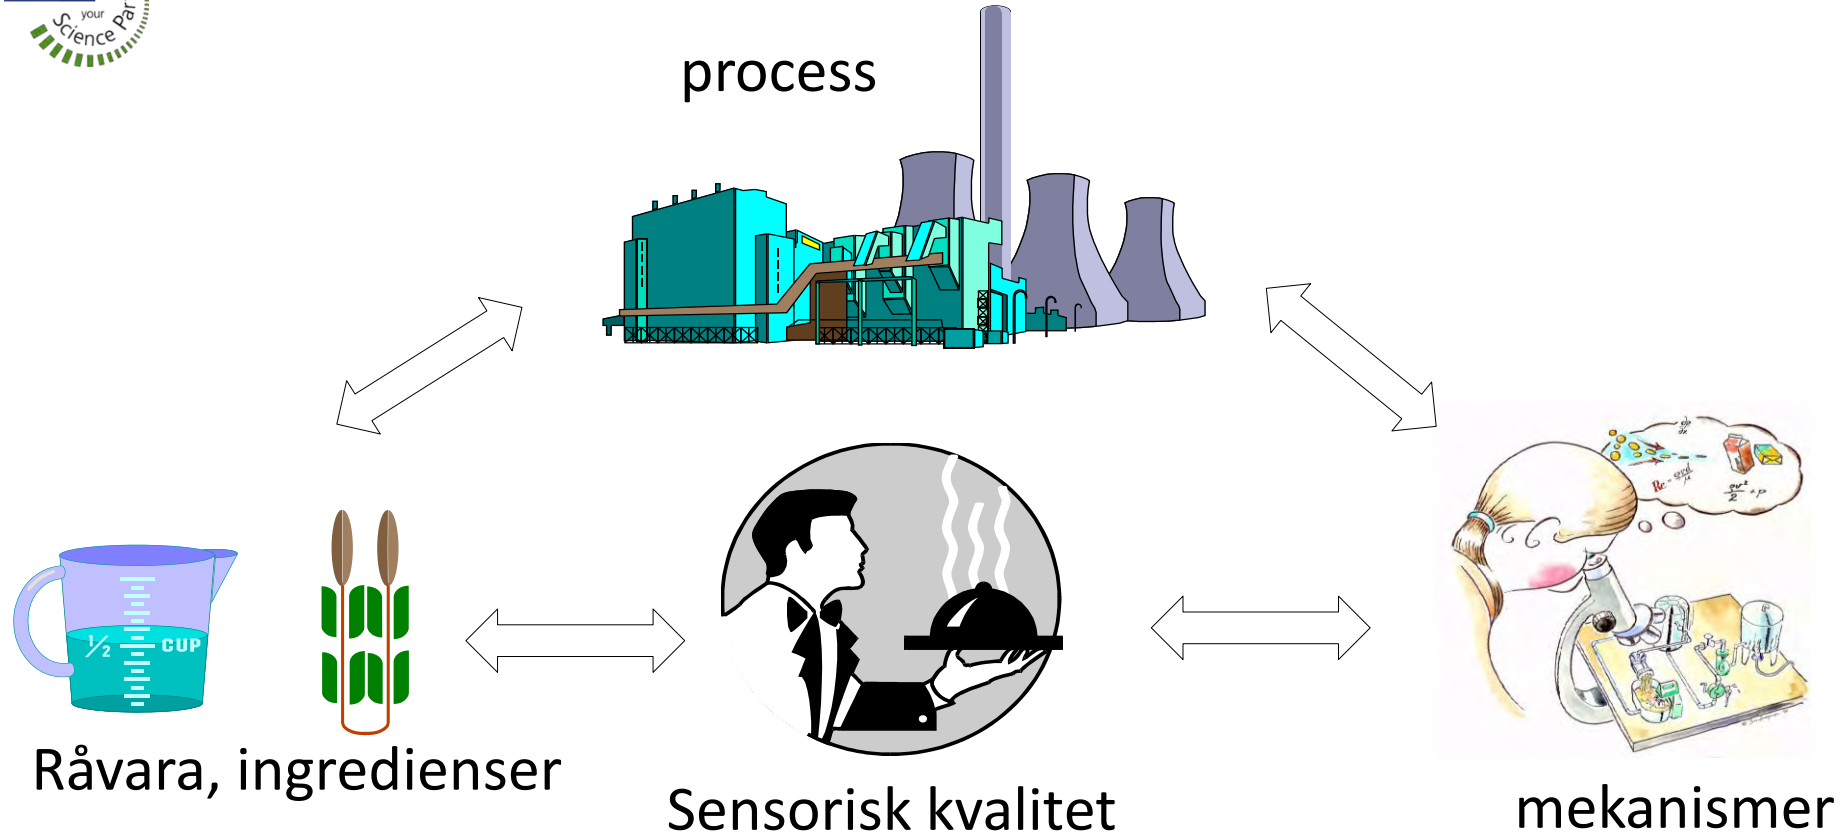 your
Science Par
process
½ CUP
Råvara, ingredienser
Sensorisk kvalitet
mekanismer